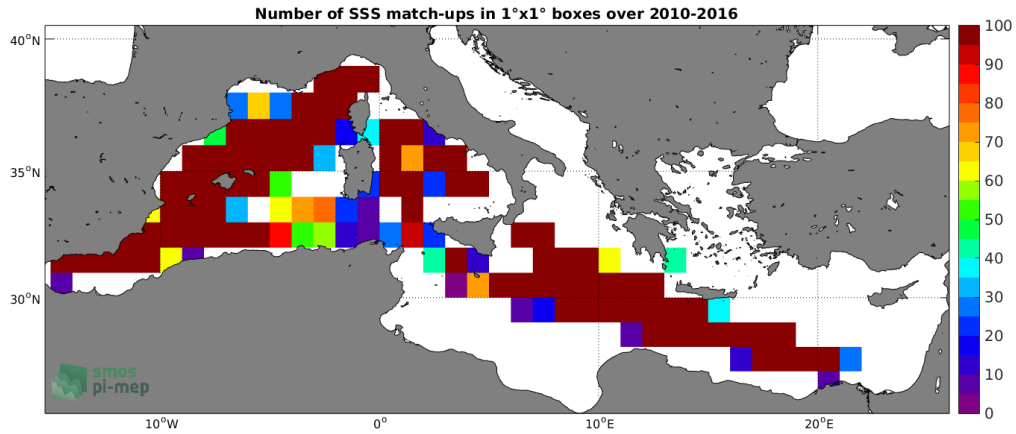 Number of SSS match-ups in 1°x1° boxes over 2010-2016
40°N
35°N
30°N
10°W
0°
10°E
20°E
100
90
80
70
60
50
40
30
20
10
0
smos
pi-mep